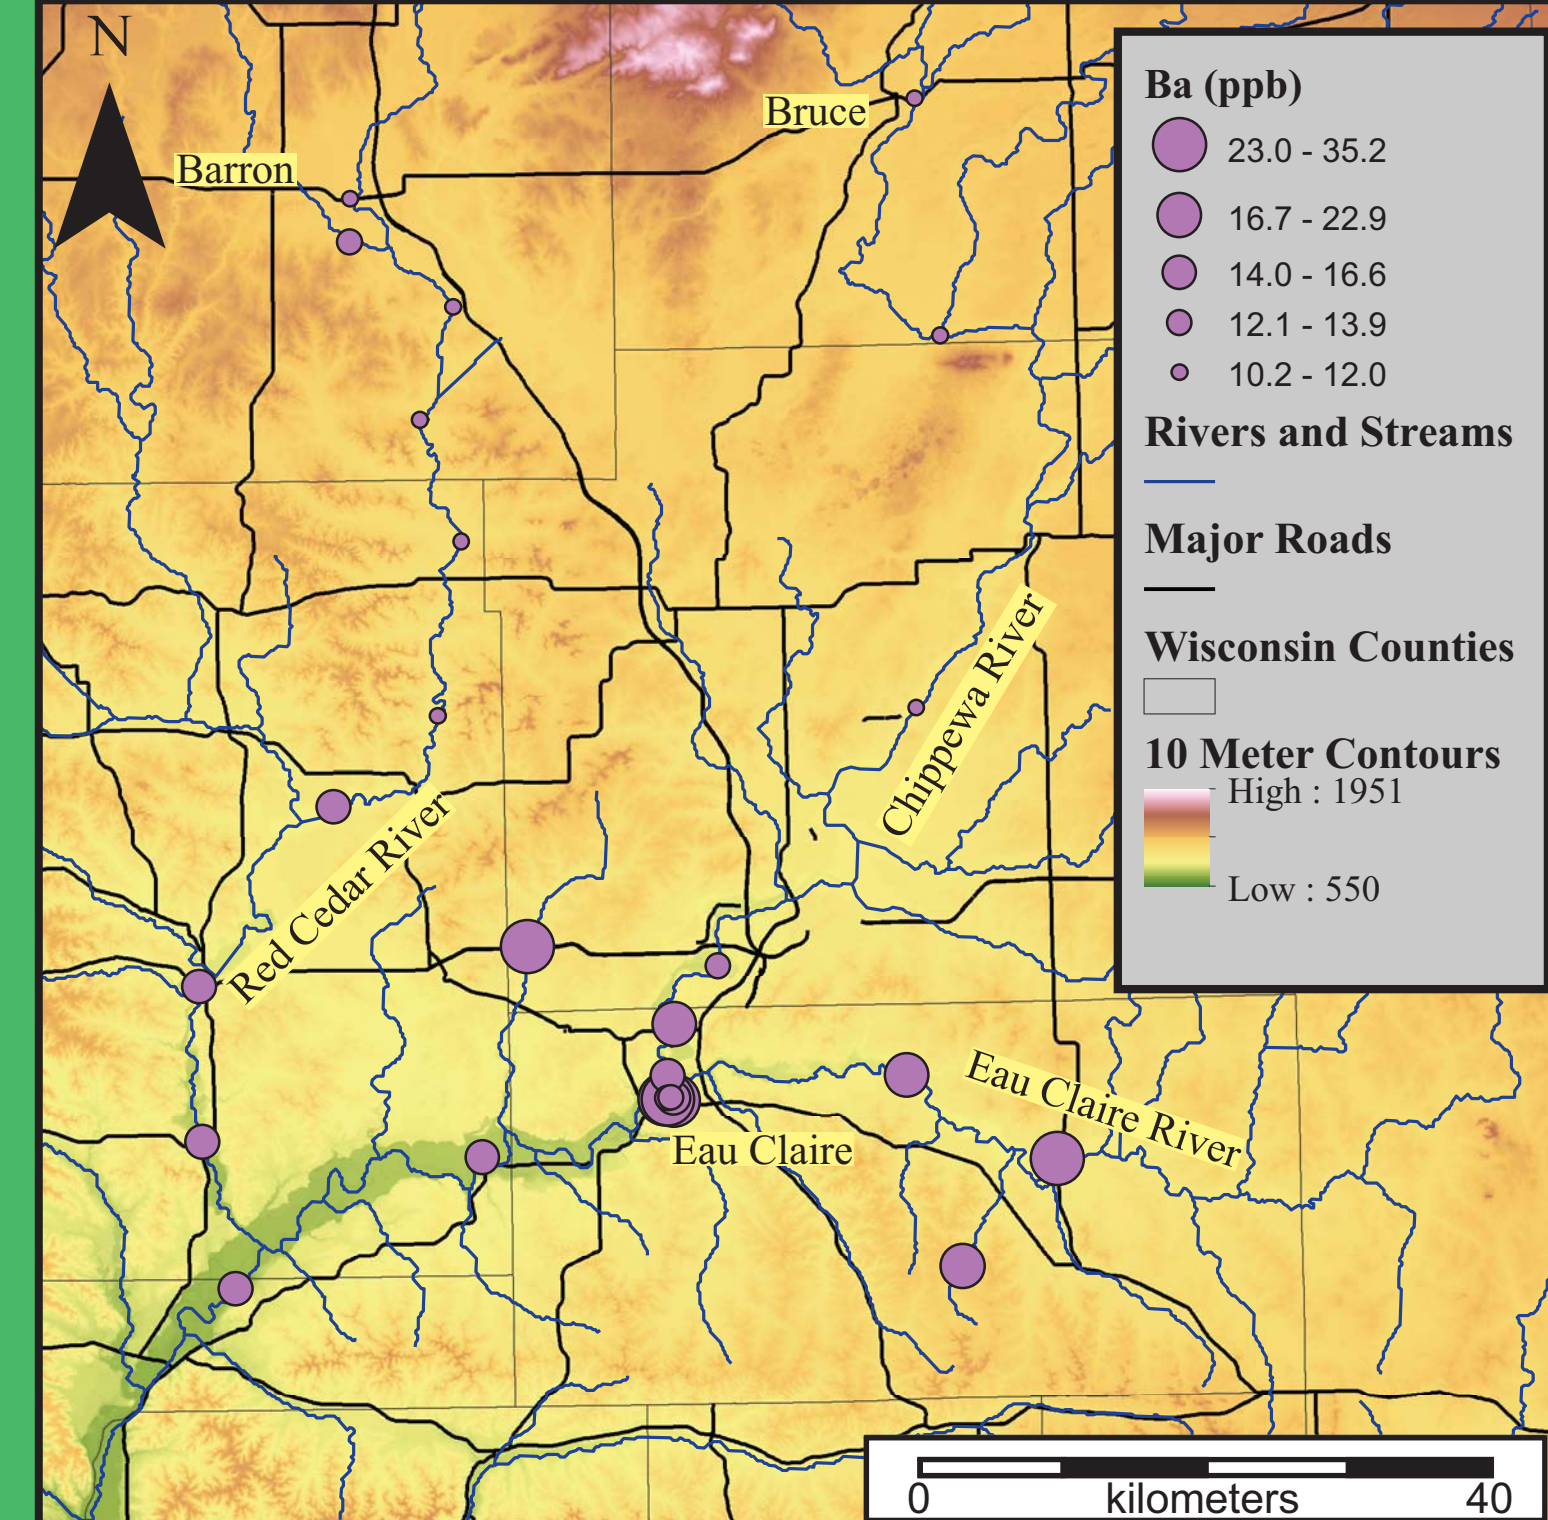 N
Bruce
Barron
Chippewa River
Red Cedar River
Eau Claire River
Eau Claire
Ba (ppb)
23.0 - 35.2
16.7 - 22.9
14.0 - 16.6
12.1 - 13.9
10.2 - 12.0
Rivers and Streams
Major Roads
Wisconsin Counties
10 Meter Contours
High : 1951
Low : 550
0 kilometers 40